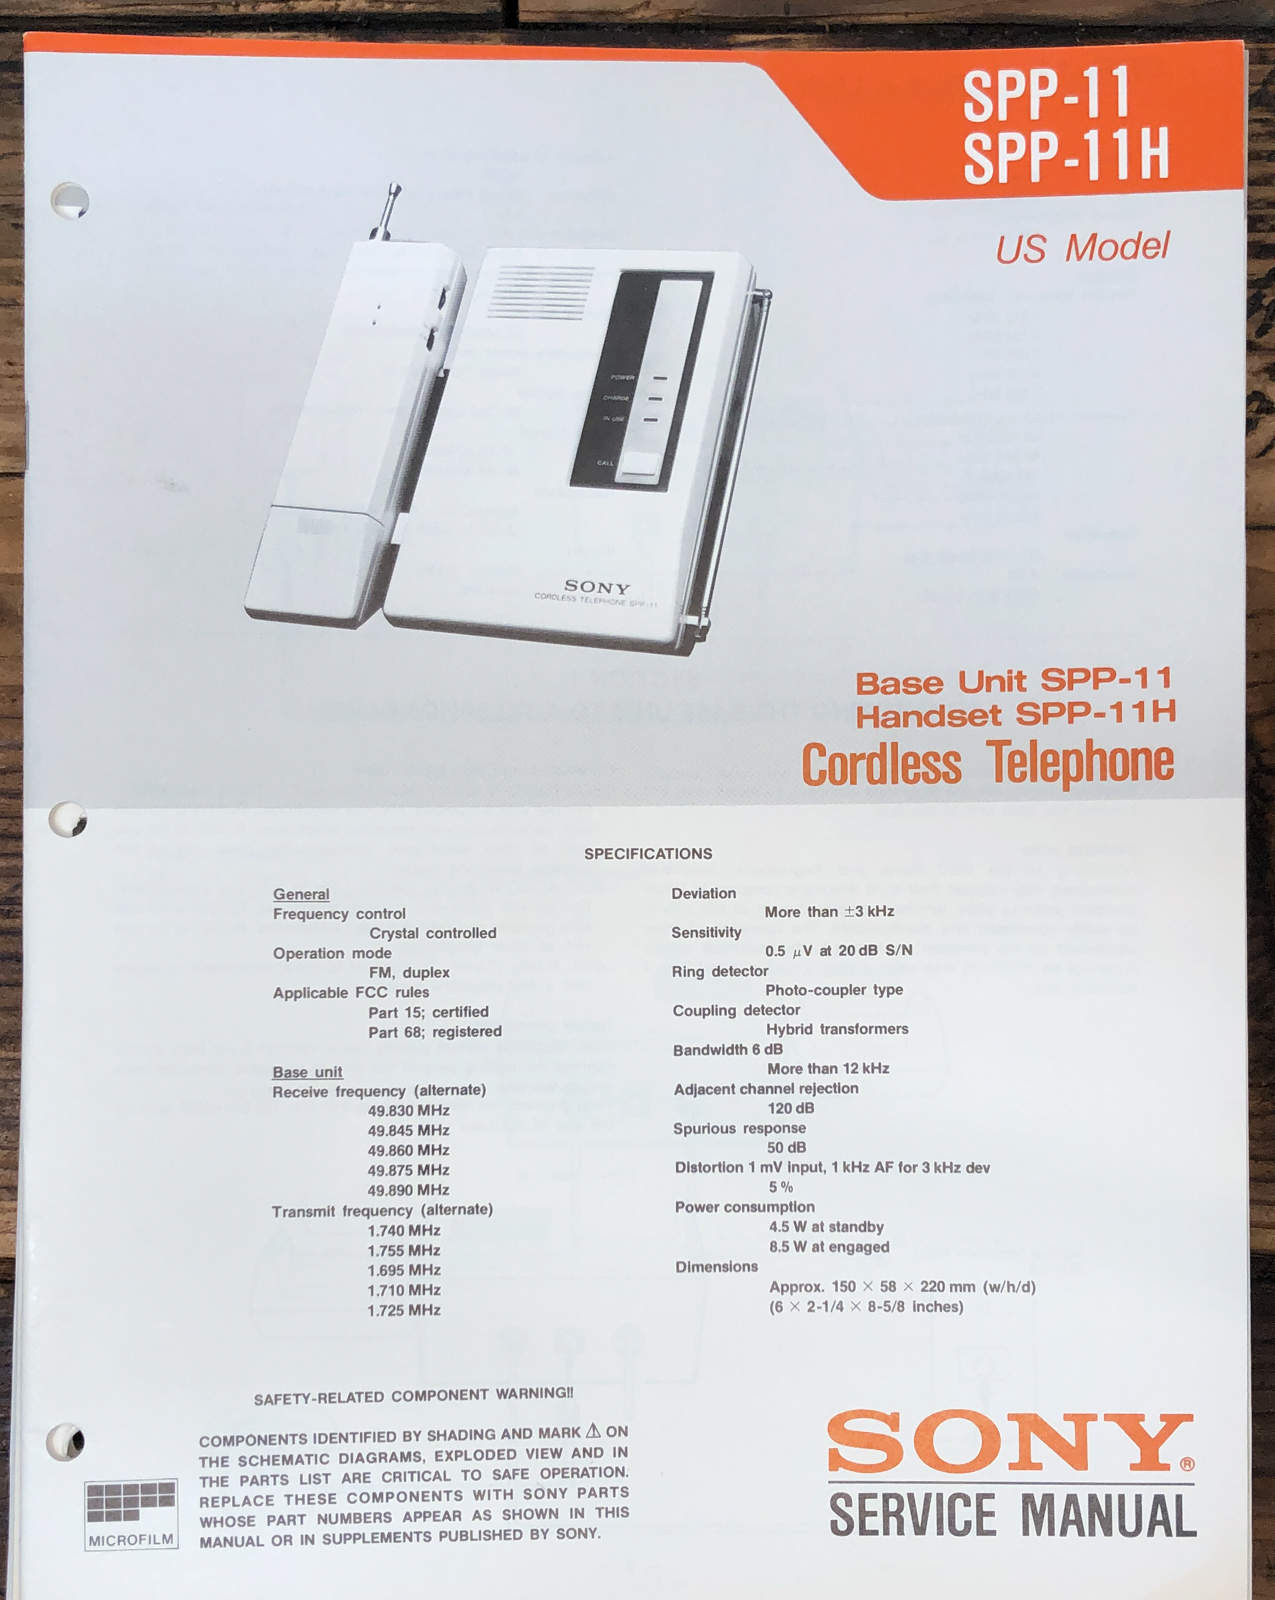 SPP-11
SPP-11H
US Model
POWER
CHARGE
IN USE
CALL
SONY
CORDLESS TELEPHONE SPP-11
Base Unit SPP-11
Handset SPP-11H
Cordless Telephone
SPECIFICATIONS
General
Frequency control
Crystal controlled
Operation mode
FM, duplex
Applicable FCC rules
Part 15; certified
Part 68; registered
Base unit
Receive frequency (alternate)
49.830 MHz
49.845 MHz
49.860 MHz
49.875 MHz
49.890 MHz
Transmit frequency (alternate)
1.740 MHz
1.755 MHz
1.695 MHz
1.710 MHz
1.725 MHz
Deviation
More than ±3 kHz
Sensitivity
0.5 μV at 20 dB S/N
Ring detector
Photo-coupler type
Coupling detector
Hybrid transformers
Bandwidth 6 dB
More than 12 kHz
Adjacent channel rejection
120 dB
Spurious response
50 dB
Distortion 1 mV input, 1 kHz AF for 3 kHz dev
5 %
Power consumption
4.5 W at standby
8.5 W at engaged
Dimensions
Approx. 150 × 58 × 220 mm (w/h/d)
(6 × 2-1/4 × 8-5/8 inches)
SAFETY-RELATED COMPONENT WARNING!!
COMPONENTS IDENTIFIED BY SHADING AND MARK ⚠ ON
THE SCHEMATIC DIAGRAMS, EXPLODED VIEW AND IN
THE PARTS LIST ARE CRITICAL TO SAFE OPERATION.
REPLACE THESE COMPONENTS WITH SONY PARTS
WHOSE PART NUMBERS APPEAR AS SHOWN IN THIS
MANUAL OR IN SUPPLEMENTS PUBLISHED BY SONY.
MICROFILM
SONY®
SERVICE MANUAL